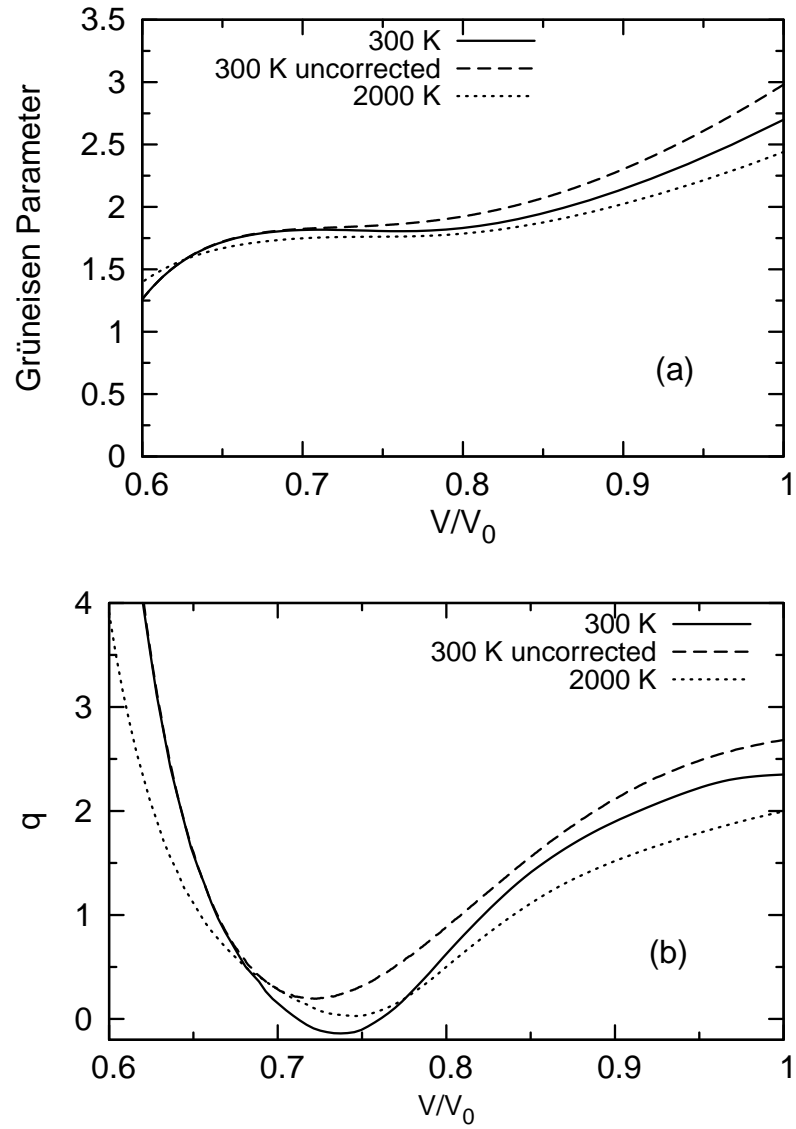 3.5
300 K
300 K uncorrected
2000 K
3
2.5
2
1.5
1
0.5
0
Grüneisen Parameter
(a)
0.6 0.7 0.8 0.9 1
V/V0
4
300 K
300 K uncorrected
2000 K
3
2
1
0
q
(b)
0.6 0.7 0.8 0.9 1
V/V0